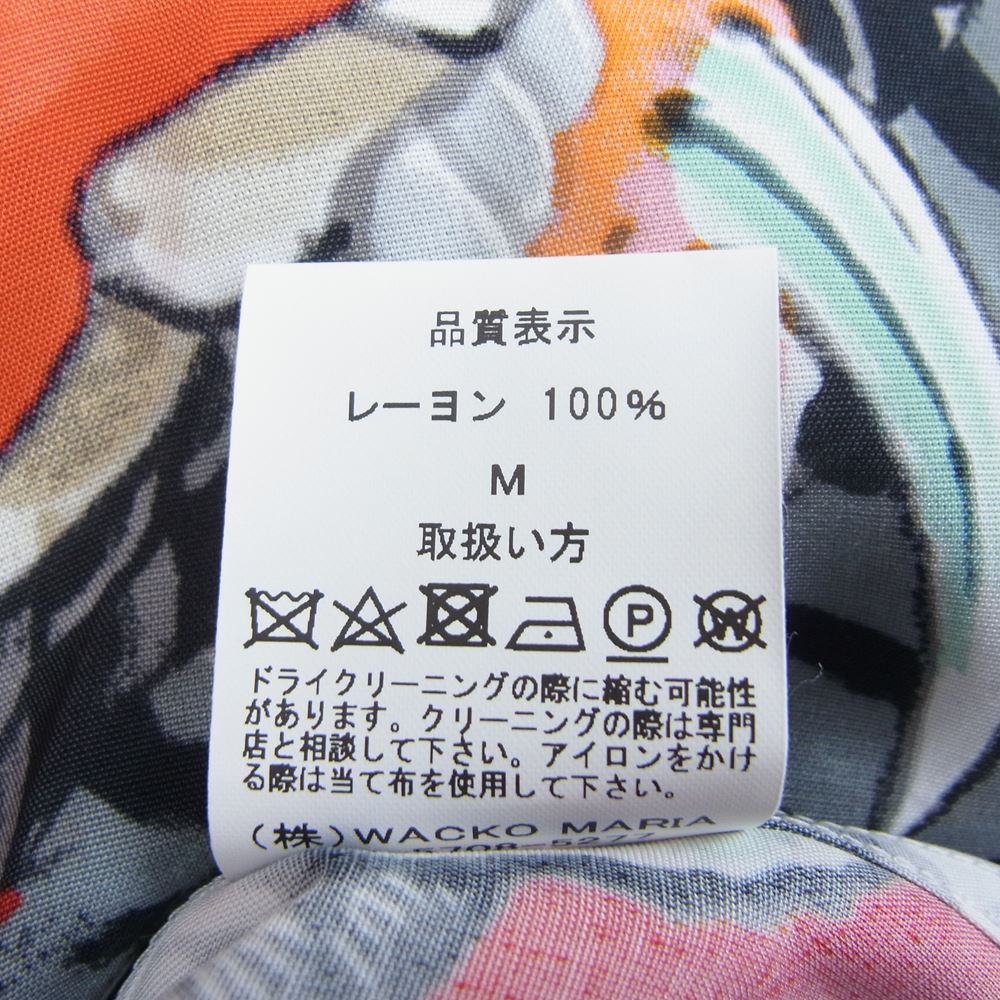 品質表示
レーヨン 100%
M
取扱い方
P W
ドライクリーニングの際に縮む可能性
があります。クリーニングの際は専門
店と相談して下さい。アイロンをかけ
る際は当て布を使用して下さい。
(株)WACKO MARIA